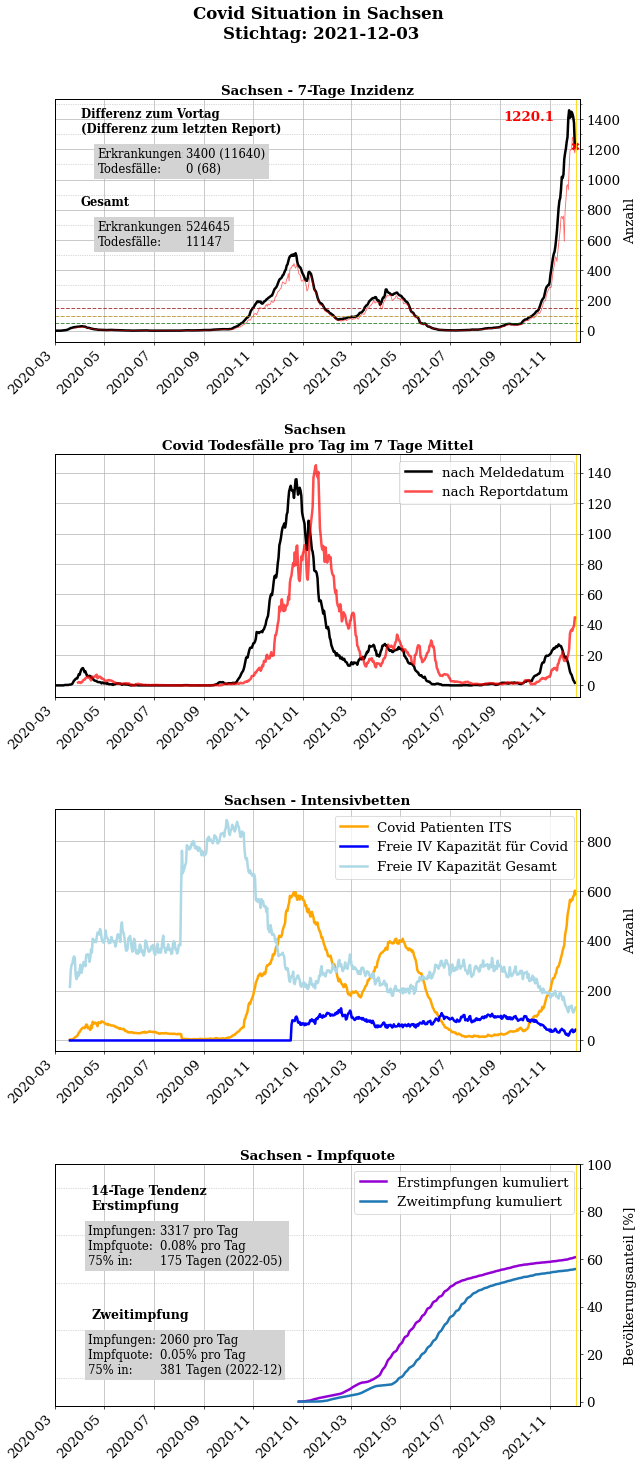 Covid Situation in Sachsen
Stichtag: 2021-12-03
Sachsen - 7-Tage Inzidenz
Differenz zum Vortag
(Differenz zum letzten Report)
Erkrankungen 3400 (11640)
Todesfälle: 0 (68)
Gesamt
Erkrankungen 524645
Todesfälle: 11147
1220.1
1400
1200
1000
800
600
400
200
0
Anzahl
2020-03
2020-05
2020-07
2020-09
2020-11
2021-01
2021-03
2021-05
2021-07
2021-09
2021-11
Sachsen
Covid Todesfälle pro Tag im 7 Tage Mittel
nach Meldedatum
nach Reportdatum
140
120
100
80
60
40
20
0
2020-03
2020-05
2020-07
2020-09
2020-11
2021-01
2021-03
2021-05
2021-07
2021-09
2021-11
Sachsen - Intensivbetten
Covid Patienten ITS
Freie IV Kapazität für Covid
Freie IV Kapazität Gesamt
800
600
400
200
0
Anzahl
2020-03
2020-05
2020-07
2020-09
2020-11
2021-01
2021-03
2021-05
2021-07
2021-09
2021-11
Sachsen - Impfquote
14-Tage Tendenz
Erstimpfung
Impfungen: 3317 pro Tag
Impfquote: 0.08% pro Tag
75% in: 175 Tagen (2022-05)
Zweitimpfung
Impfungen: 2060 pro Tag
Impfquote: 0.05% pro Tag
75% in: 381 Tagen (2022-12)
Erstimpfungen kumuliert
Zweitimpfung kumuliert
100
80
60
40
20
0
Bevölkerungsanteil [%]
2020-03
2020-05
2020-07
2020-09
2020-11
2021-01
2021-03
2021-05
2021-07
2021-09
2021-11